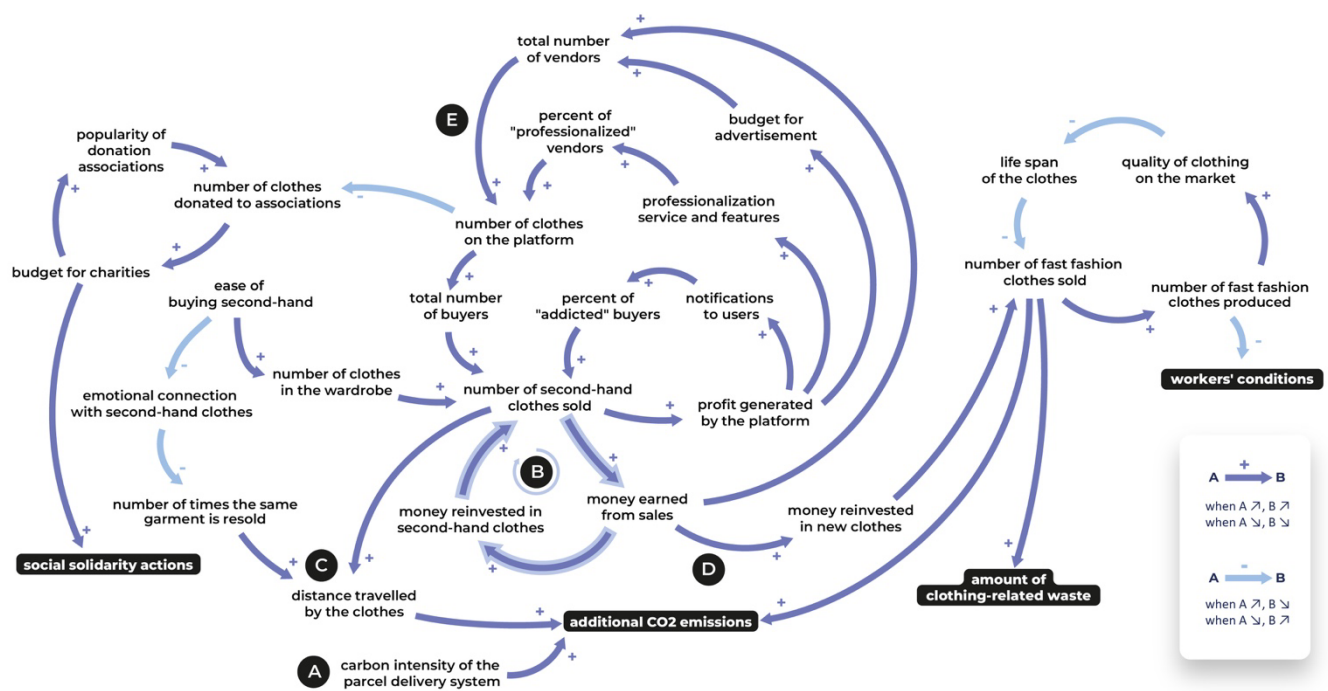 total number
of vendors
E
percent of
"professionalized"
vendors
budget for
advertisement
popularity of
donation
associations
life span
of the clothes
quality of clothing
on the market
number of clothes
donated to associations
professionalization
service and features
number of clothes
on the platform
budget for charities
ease of
buying second-hand
total number
of buyers
percent of
"addicted" buyers
notifications
to users
number of fast fashion
clothes sold
number of fast fashion
clothes produced
workers' conditions
number of clothes
in the wardrobe
emotional connection
with second-hand clothes
number of second-hand
clothes sold
profit generated
by the platform
B
number of times the same
garment is resold
money reinvested in
second-hand clothes
money earned
from sales
money reinvested
in new clothes
social solidarity actions
C
distance travelled
by the clothes
D
amount of
clothing-related waste
additional CO2 emissions
A
carbon intensity of the
parcel delivery system
A + B
when A ↗, B ↗
when A ↘, B ↘
A - B
when A ↗, B ↘
when A ↘, B ↗